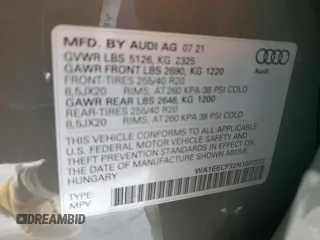 MFD. BY AUDI AG 07 21
GVWR LBS 5126, KG 2325
GAWR FRONT LBS 2690, KG 1220
FRONT-TIRES 255/40 R20
8,5JX20 RIMS, AT260 KPA 38 PSI COLD
GAWR REAR LBS 2646, KG 1200
REAR-TIRES 255/40 R20
8,5JX20 RIMS, AT260 KPA 38 PSI COLD
THIS VEHICLE CONFORMS TO ALL APPLICABLE
U.S. FEDERAL MOTOR VEHICLE SAFETY AND
THEFT PREVENTION STANDARDS IN EFFECT ON THE
DATE OF MANUFACTURE SHOWN ABOVE.
HUNGARY
TYPE:
MPV
Audi
DREAMBID